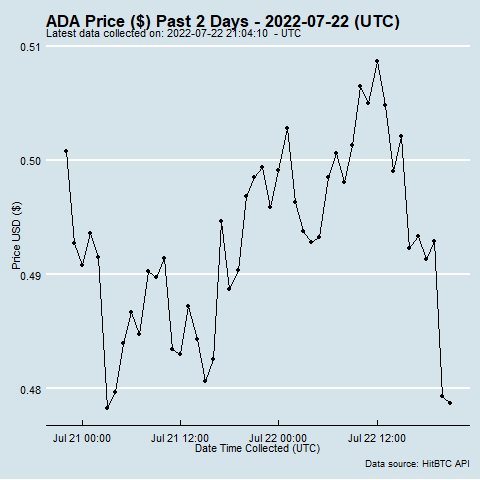 ADA Price ($) Past 2 Days - 2022-07-22 (UTC)
Latest data collected on: 2022-07-22 21:04:10  - UTC
0.51
0.50
0.49
0.48
Price USD ($)
Jul 21 00:00
Jul 21 12:00
Jul 22 00:00
Jul 22 12:00
Date Time Collected (UTC)
Data source: HitBTC API